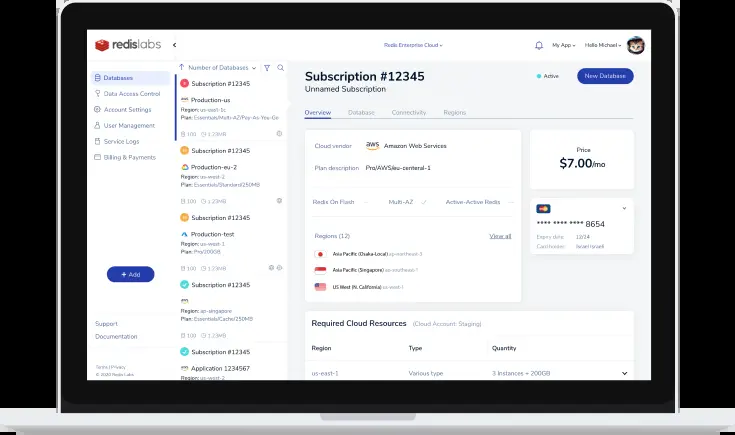 redislabs
Redis Enterprise Cloud
My App
Hello Michael
Databases
Data Access Control
Account Settings
User Management
Service Logs
Billing & Payments
+ Add
Support
Documentation
Terms | Privacy
© 2020 Redis Labs
Number of Databases
Subscription #12345
Production-us
Region: us-east-1c
Plan: Essentials/Multi-AZ/Pay-As-You-Go
100 1.23MB
Subscription #12345
Production-eu-2
Region: us-west-2
Plan: Essentials/Standard/250MB
100 1.23MB
Subscription #12345
Production-test
Region: us-west-1
Plan: Pro/200GB
100 1.23MB
Subscription #12345
Region: ap-singapore
Plan: Essentials/Cache/250MB
100 1.23MB
Subscription #12345
Application 1234567
Region: us-west-2
Subscription #12345
Unnamed Subscription
Active
New Database
Overview Database Connectivity Regions
Cloud vendor aws Amazon Web Services
Plan description Pro/AWS/eu-centeral-1
Redis On Flash Multi-AZ Active-Active Redis
Regions (12) View all
Asia Pacific (Osaka-Local) ap-northeast-3
Asia Pacific (Singapore) ap-southeast-1
US West (N. California) us-west-1
Price
$7.00/mo
**** **** **** 8654
Expiry date: 12/24
Card holder: Israel Israeli
Required Cloud Resources (Cloud Account: Staging)
Region Type Quantity
us-east-1 Various type 3 Instances + 200GB